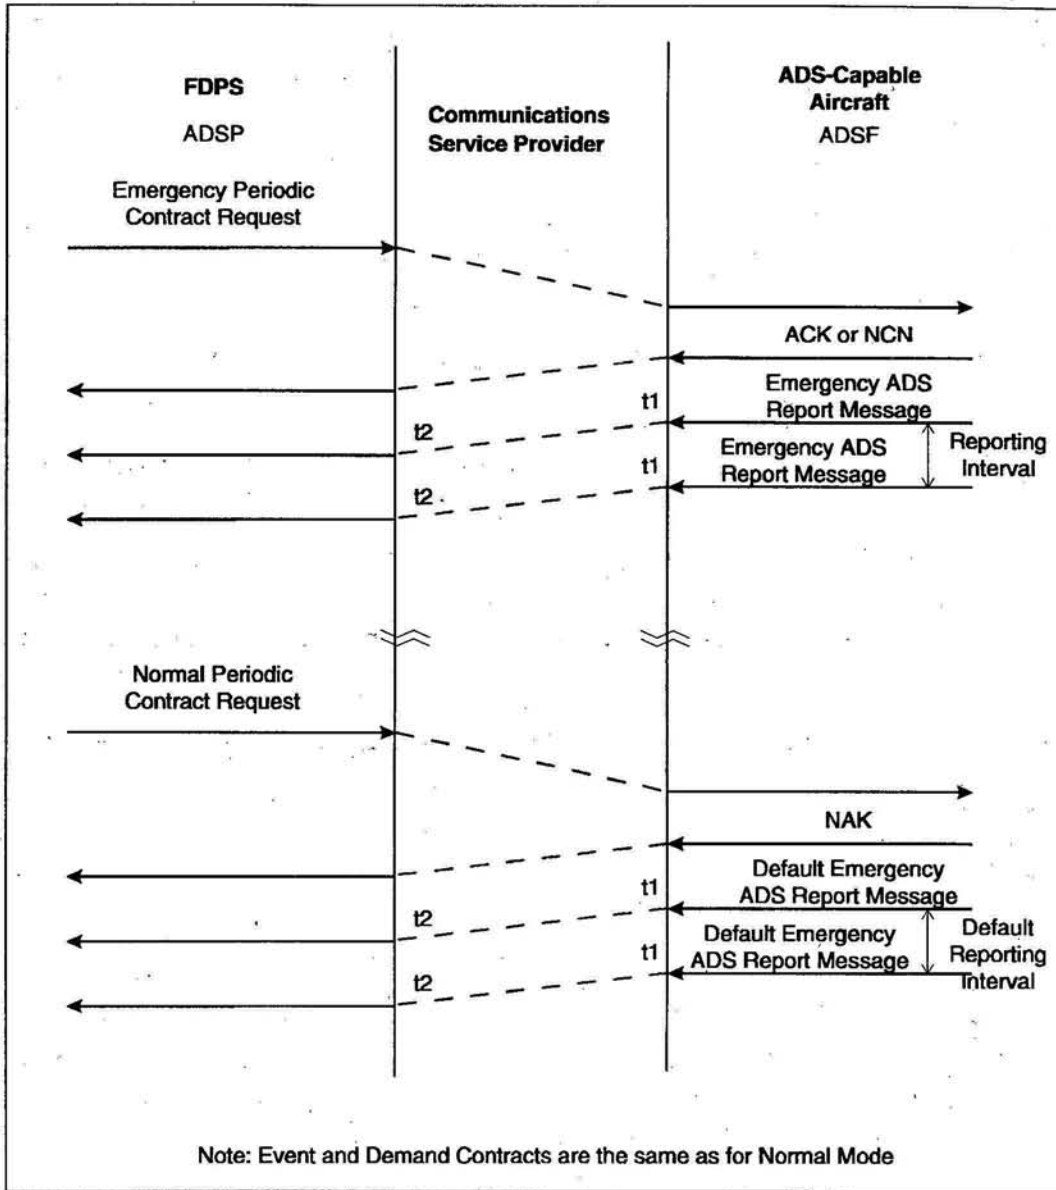 FDPS
ADSP
Communications
Service Provider
ADS-Capable
Aircraft
ADSF
Emergency Periodic
Contract Request
ACK or NCN
Emergency ADS
Report Message
t1
t2
Reporting
Interval
Emergency ADS
Report Message
t1
t2
Normal Periodic
Contract Request
NAK
Default Emergency
ADS Report Message
t1
t2
Default
Reporting
Interval
Default Emergency
ADS Report Message
t1
t2
Note: Event and Demand Contracts are the same as for Normal Mode